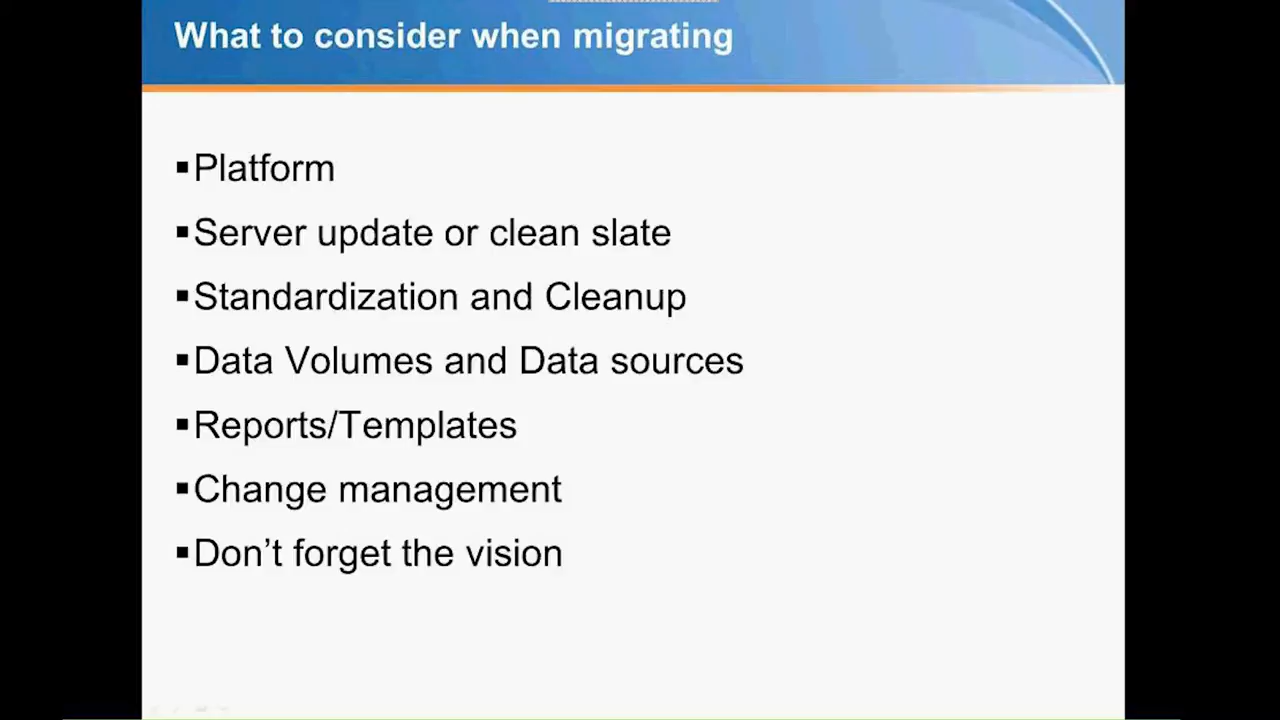 What to consider when migrating
▪Platform
▪Server update or clean slate
▪Standardization and Cleanup
▪Data Volumes and Data sources
▪Reports/Templates
▪Change management
▪Don’t forget the vision